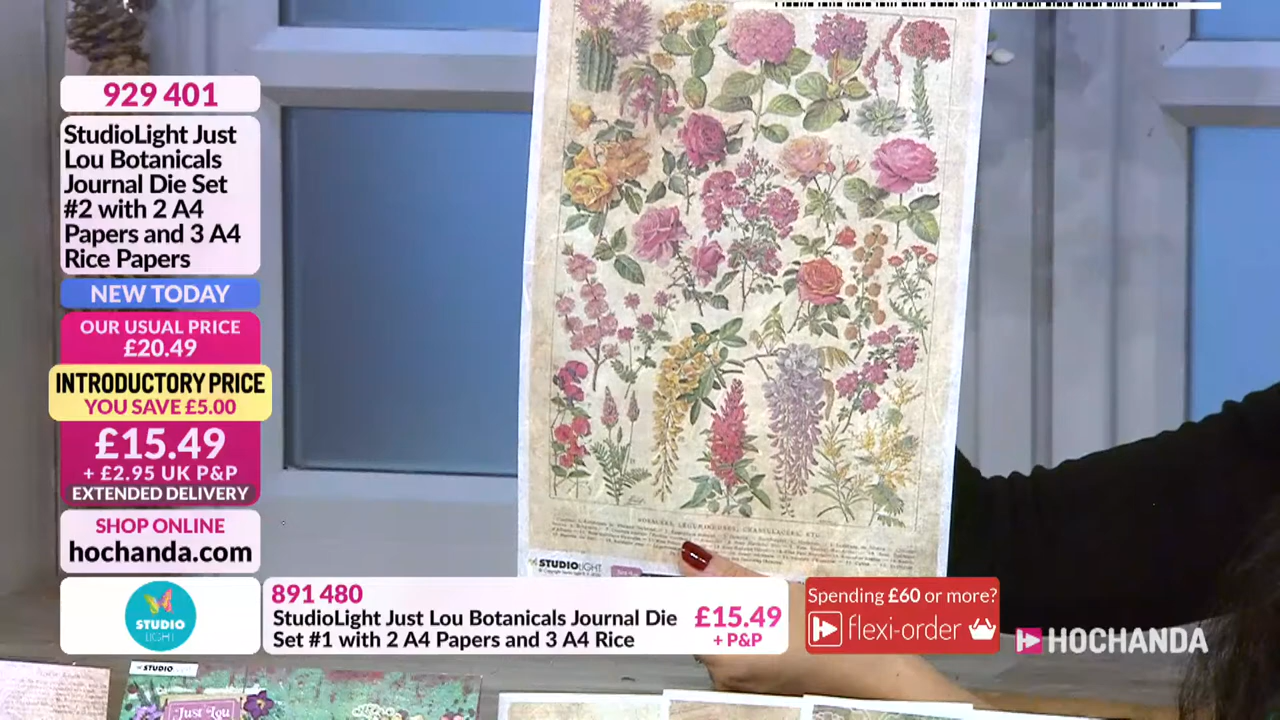 929 401
StudioLight Just
Lou Botanicals
Journal Die Set
#2 with 2 A4
Papers and 3 A4
Rice Papers
NEW TODAY
OUR USUAL PRICE
£20.49
INTRODUCTORY PRICE
YOU SAVE £5.00
£15.49
+ £2.95 UK P&P
EXTENDED DELIVERY
SHOP ONLINE
hochanda.com
STUDIO
LIGHT
891 480
StudioLight Just Lou Botanicals Journal Die
Set #1 with 2 A4 Papers and 3 A4 Rice
£15.49
+ P&P
Spending £60 or more?
flexi-order
HOCHANDA
STUDIOLIGHT
STUDIO
Just Lou